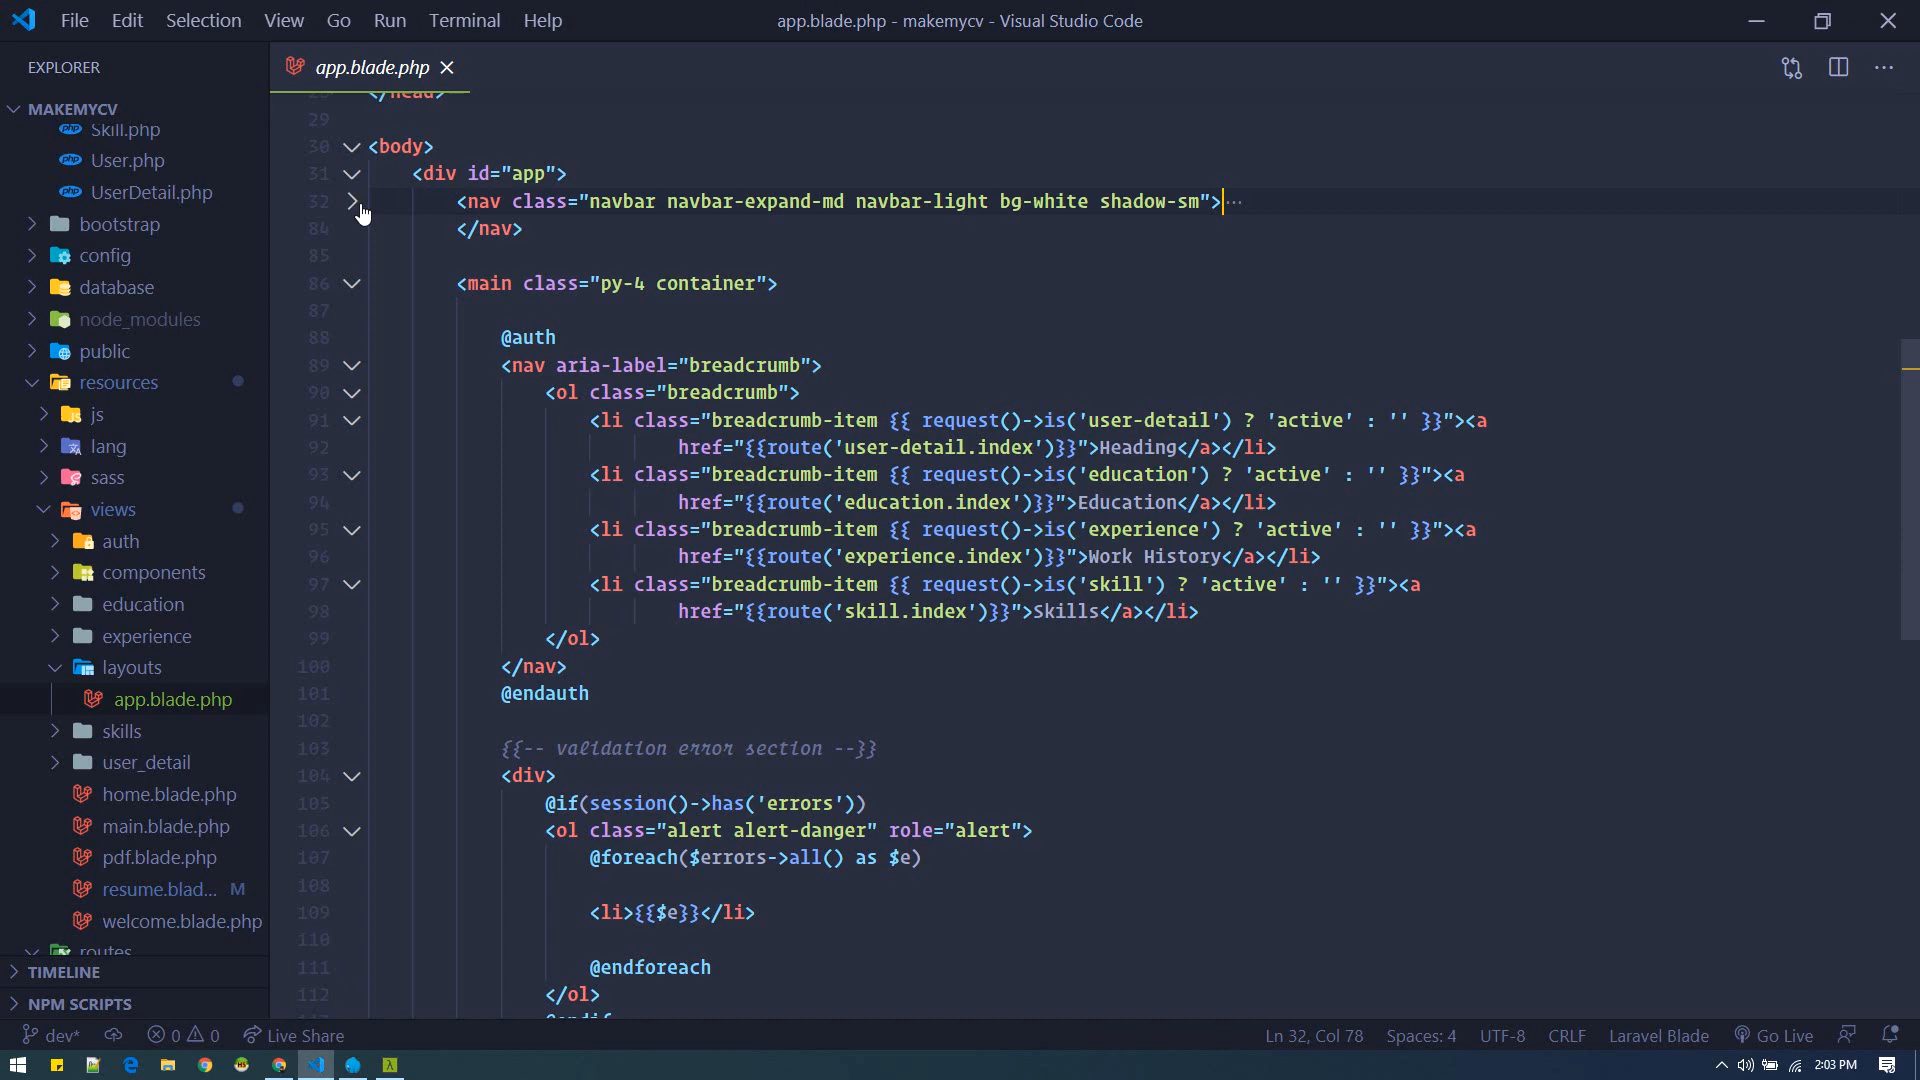 File Edit Selection View Go Run Terminal Help
app.blade.php - makemycv - Visual Studio Code
EXPLORER
app.blade.php
MAKEMYCV
Skill.php
User.php
UserDetail.php
bootstrap
config
database
node_modules
public
resources
js
lang
sass
views
auth
components
education
experience
layouts
app.blade.php
skills
user_detail
home.blade.php
main.blade.php
pdf.blade.php
resume.blad... M
welcome.blade.php
routes
TIMELINE
NPM SCRIPTS
</head>
29
30 <body>
31 <div id="app">
32 <nav class="navbar navbar-expand-md navbar-light bg-white shadow-sm">...
84 </nav>
85
86 <main class="py-4 container">
87
88 @auth
89 <nav aria-label="breadcrumb">
90 <ol class="breadcrumb">
91 <li class="breadcrumb-item {{ request()->is('user-detail') ? 'active' : '' }}"><a
92 href="{{route('user-detail.index')}}">Heading</a></li>
93 <li class="breadcrumb-item {{ request()->is('education') ? 'active' : '' }}"><a
94 href="{{route('education.index')}}">Education</a></li>
95 <li class="breadcrumb-item {{ request()->is('experience') ? 'active' : '' }}"><a
96 href="{{route('experience.index')}}">Work History</a></li>
97 <li class="breadcrumb-item {{ request()->is('skill') ? 'active' : '' }}"><a
98 href="{{route('skill.index')}}">Skills</a></li>
99 </ol>
100 </nav>
101 @endauth
102
103 {{-- validation error section --}}
104 <div>
105 @if(session()->has('errors'))
106 <ol class="alert alert-danger" role="alert">
107 @foreach($errors->all() as $e)
108
109 <li>{{$e}}</li>
110
111 @endforeach
112 </ol>
@endif
dev* 0 0 Live Share
Ln 32, Col 78 Spaces: 4 UTF-8 CRLF Laravel Blade Go Live
2:03 PM